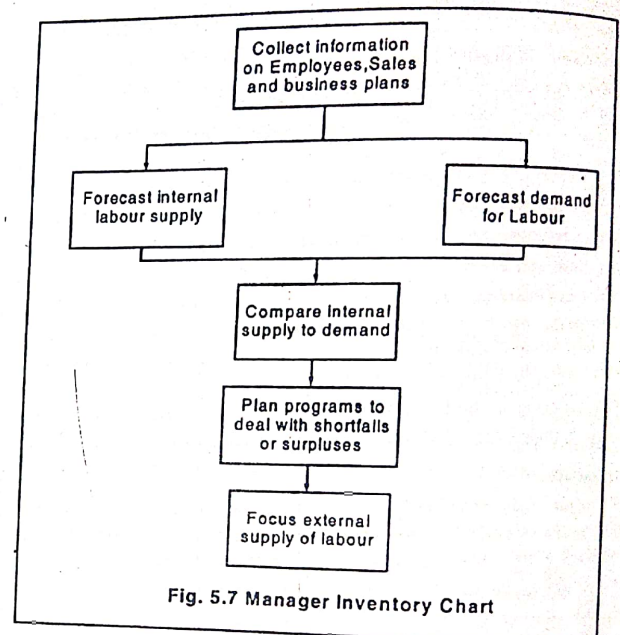 Collect information
on Employees,Sales
and business plans
Forecast internal
labour supply
Forecast demand
for Labour
Compare internal
supply to demand
Plan programs to
deal with shortfalls
or surpluses
Focus external
supply of labour
Fig. 5.7 Manager Inventory Chart